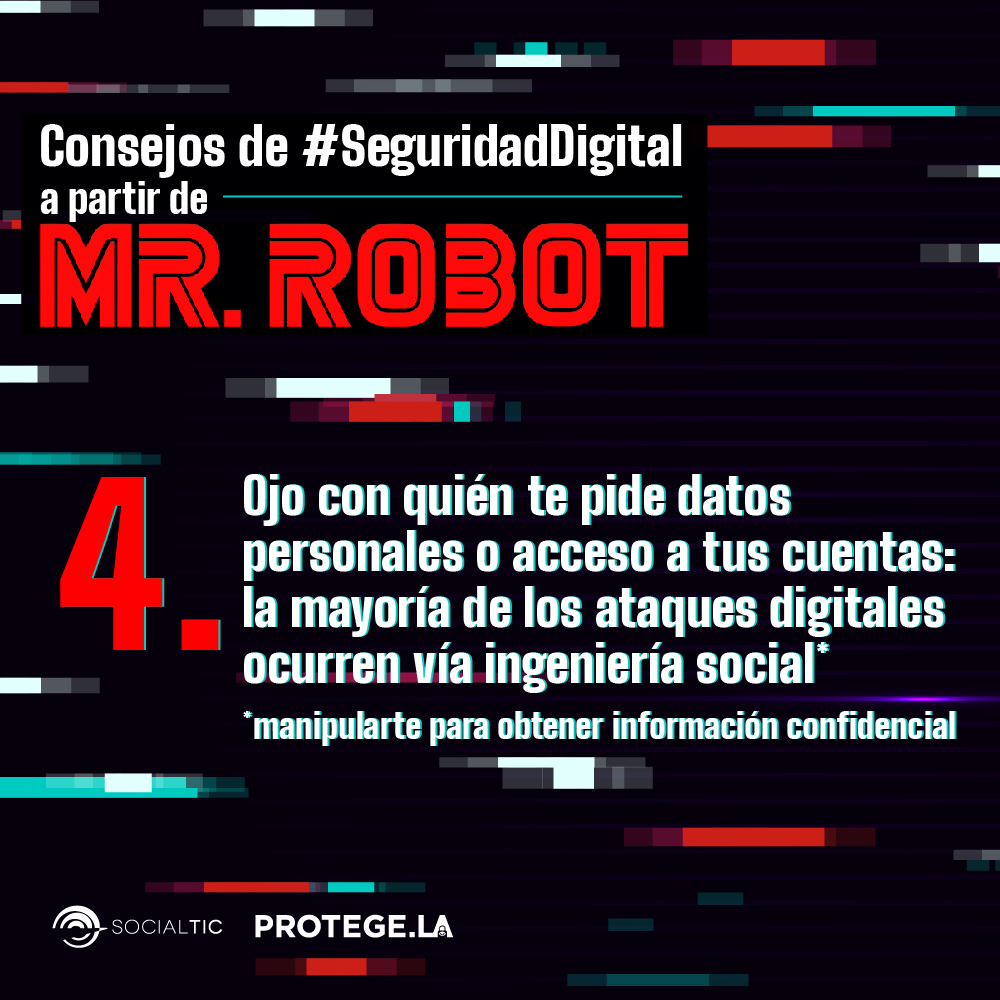 Consejos de #SeguridadDigital
a partir de
MR. ROBOT
4.
Ojo con quién te pide datos
personales o acceso a tus cuentas:
la mayoría de los ataques digitales
ocurren vía ingeniería social*
*manipularte para obtener información confidencial
SOCIALTIC
PROTEGE.LA